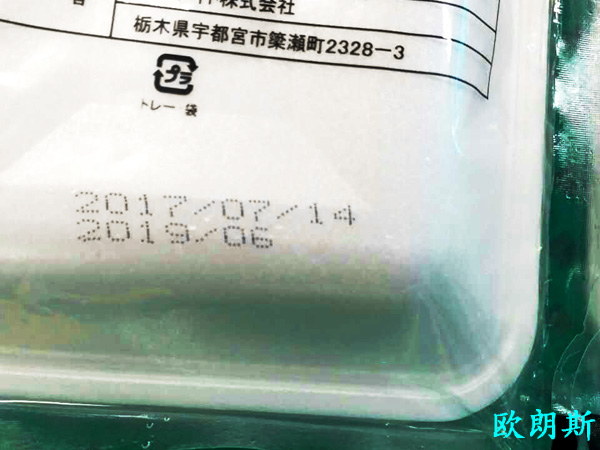 株式会社
栃木県宇都宮市簗瀬町2328－3
プラ
トレー 袋
2017/07/14
2019/06
欧朗斯